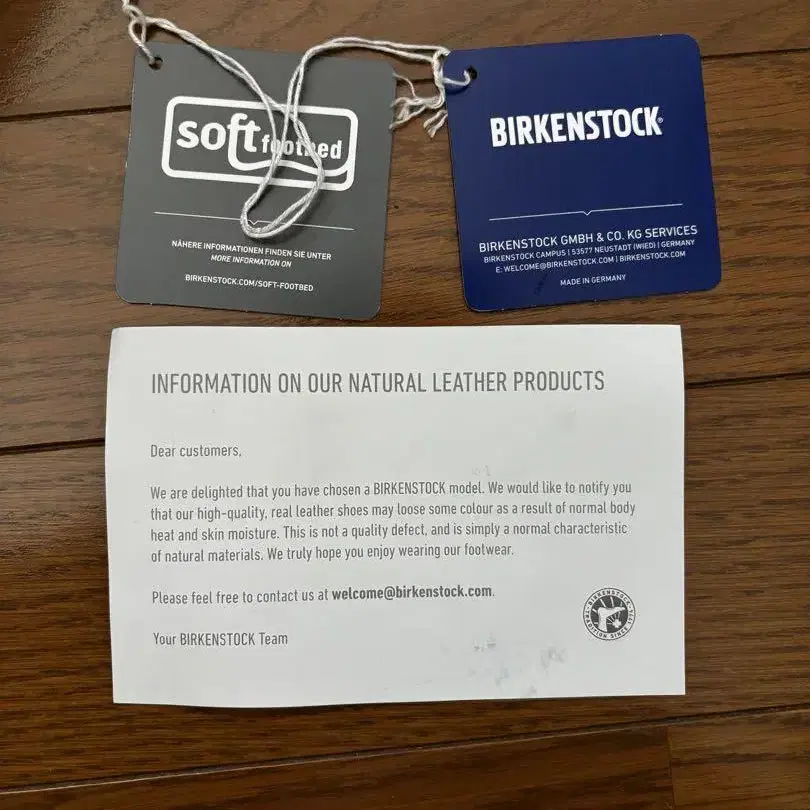 soft footbed
NÄHERE INFORMATIONEN FINDEN SIE UNTER
MORE INFORMATION ON
BIRKENSTOCK.COM/SOFT-FOOTBED
BIRKENSTOCK®
BIRKENSTOCK GMBH & CO. KG SERVICES
BIRKENSTOCK CAMPUS | 53577 NEUSTADT (WIED) | GERMANY
E: WELCOME@BIRKENSTOCK.COM | BIRKENSTOCK.COM
MADE IN GERMANY
INFORMATION ON OUR NATURAL LEATHER PRODUCTS
Dear customers,
We are delighted that you have chosen a BIRKENSTOCK model. We would like to notify you
that our high-quality, real leather shoes may loose some colour as a result of normal body
heat and skin moisture. This is not a quality defect, and is simply a normal characteristic
of natural materials. We truly hope you enjoy wearing our footwear.
Please feel free to contact us at welcome@birkenstock.com.
Your BIRKENSTOCK Team
BIRKENSTOCK
TRADITION SINCE 1774